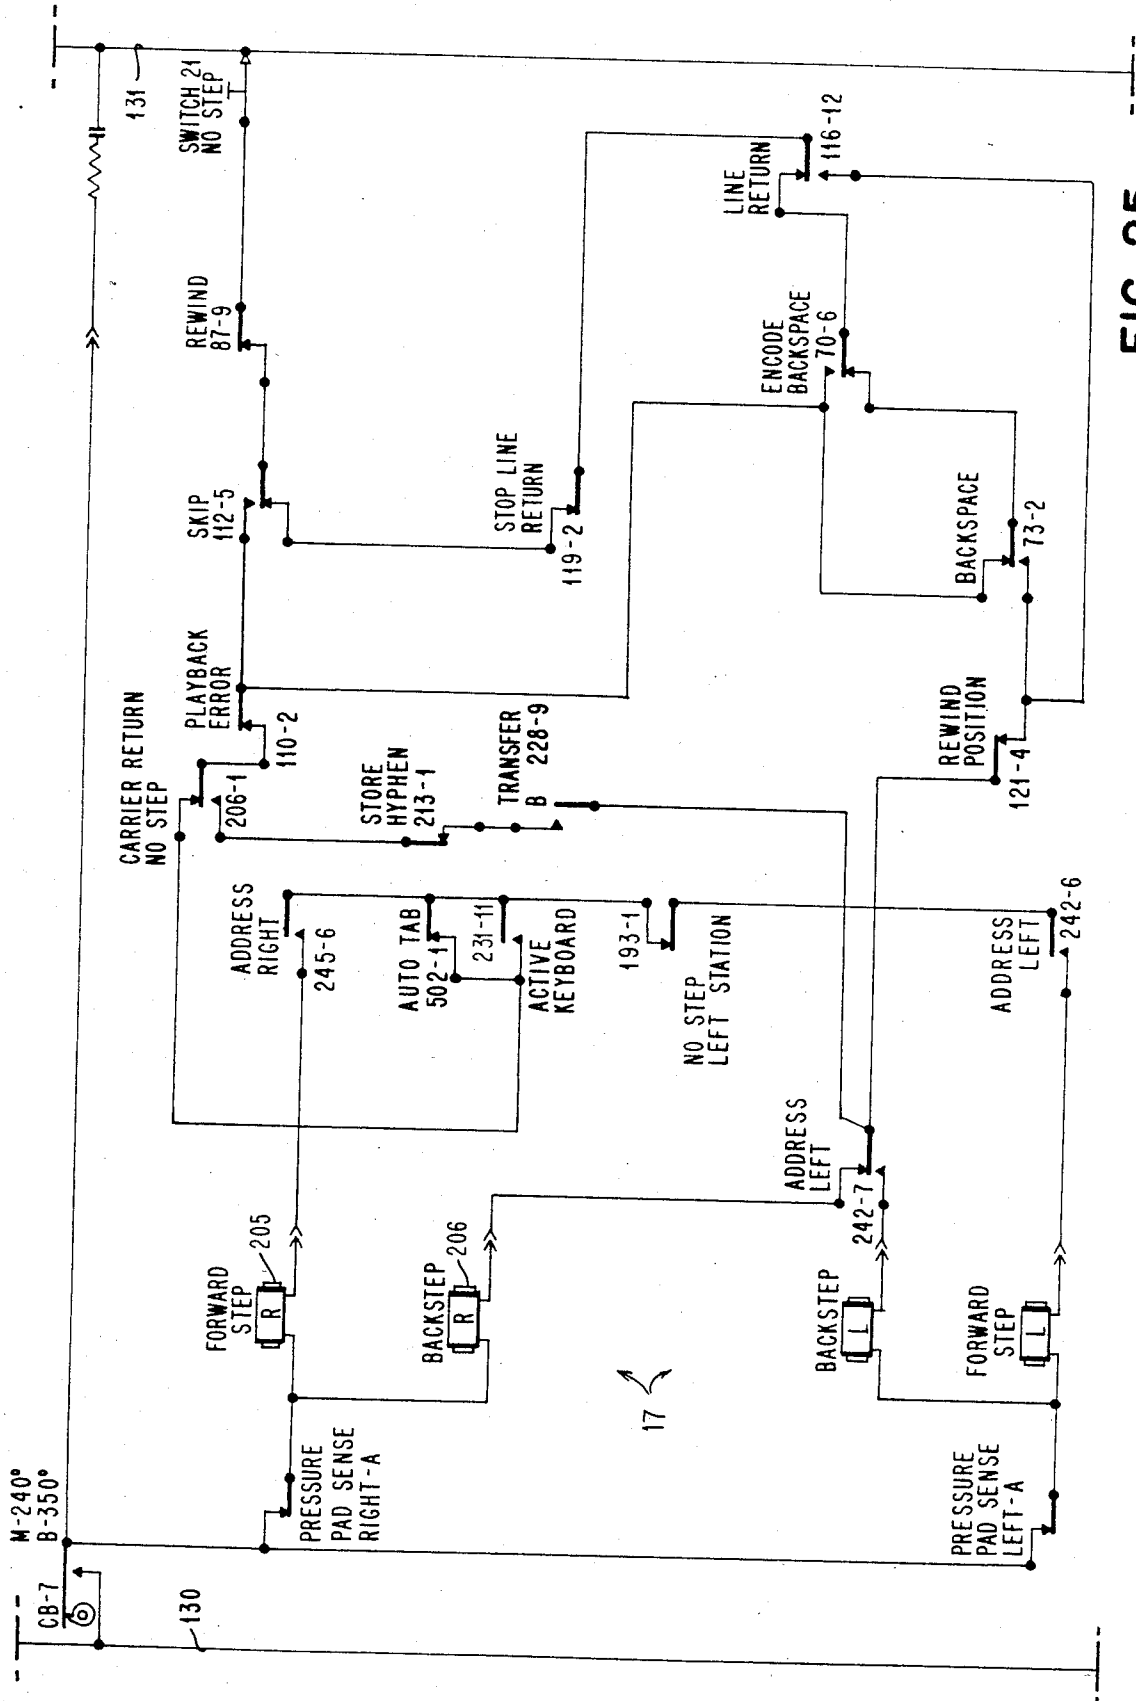 M-240°
B-350°
CB-7
130
131
SWITCH 21
NO STEP
REWIND
87-9
SKIP
112-5
STOP LINE
RETURN
119-2
LINE
RETURN
116-12
ENCODE
BACKSPACE
70-6
BACKSPACE
73-2
PLAYBACK
ERROR
110-2
CARRIER RETURN
NO STEP
206-1
STORE
HYPHEN
213-1
TRANSFER
B 228-9
REWIND
POSITION
121-4
ADDRESS
RIGHT
245-6
AUTO TAB
502-1
231-11
ACTIVE
KEYBOARD
193-1
NO STEP
LEFT STATION
ADDRESS
LEFT
242-6
ADDRESS
LEFT
242-7
FORWARD
STEP
R
205
BACKSTEP
R
206
BACKSTEP
L
FORWARD
STEP
L
17
PRESSURE
PAD SENSE
RIGHT-A
PRESSURE
PAD SENSE
LEFT-A